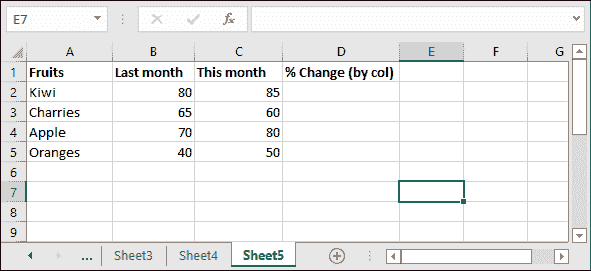 E7 fx
A B C D E F G
1 Fruits Last month This month % Change (by col)
2 Kiwi 80 85
3 Charries 65 60
4 Apple 70 80
5 Oranges 40 50
6
7
8
9
... Sheet3 Sheet4 Sheet5